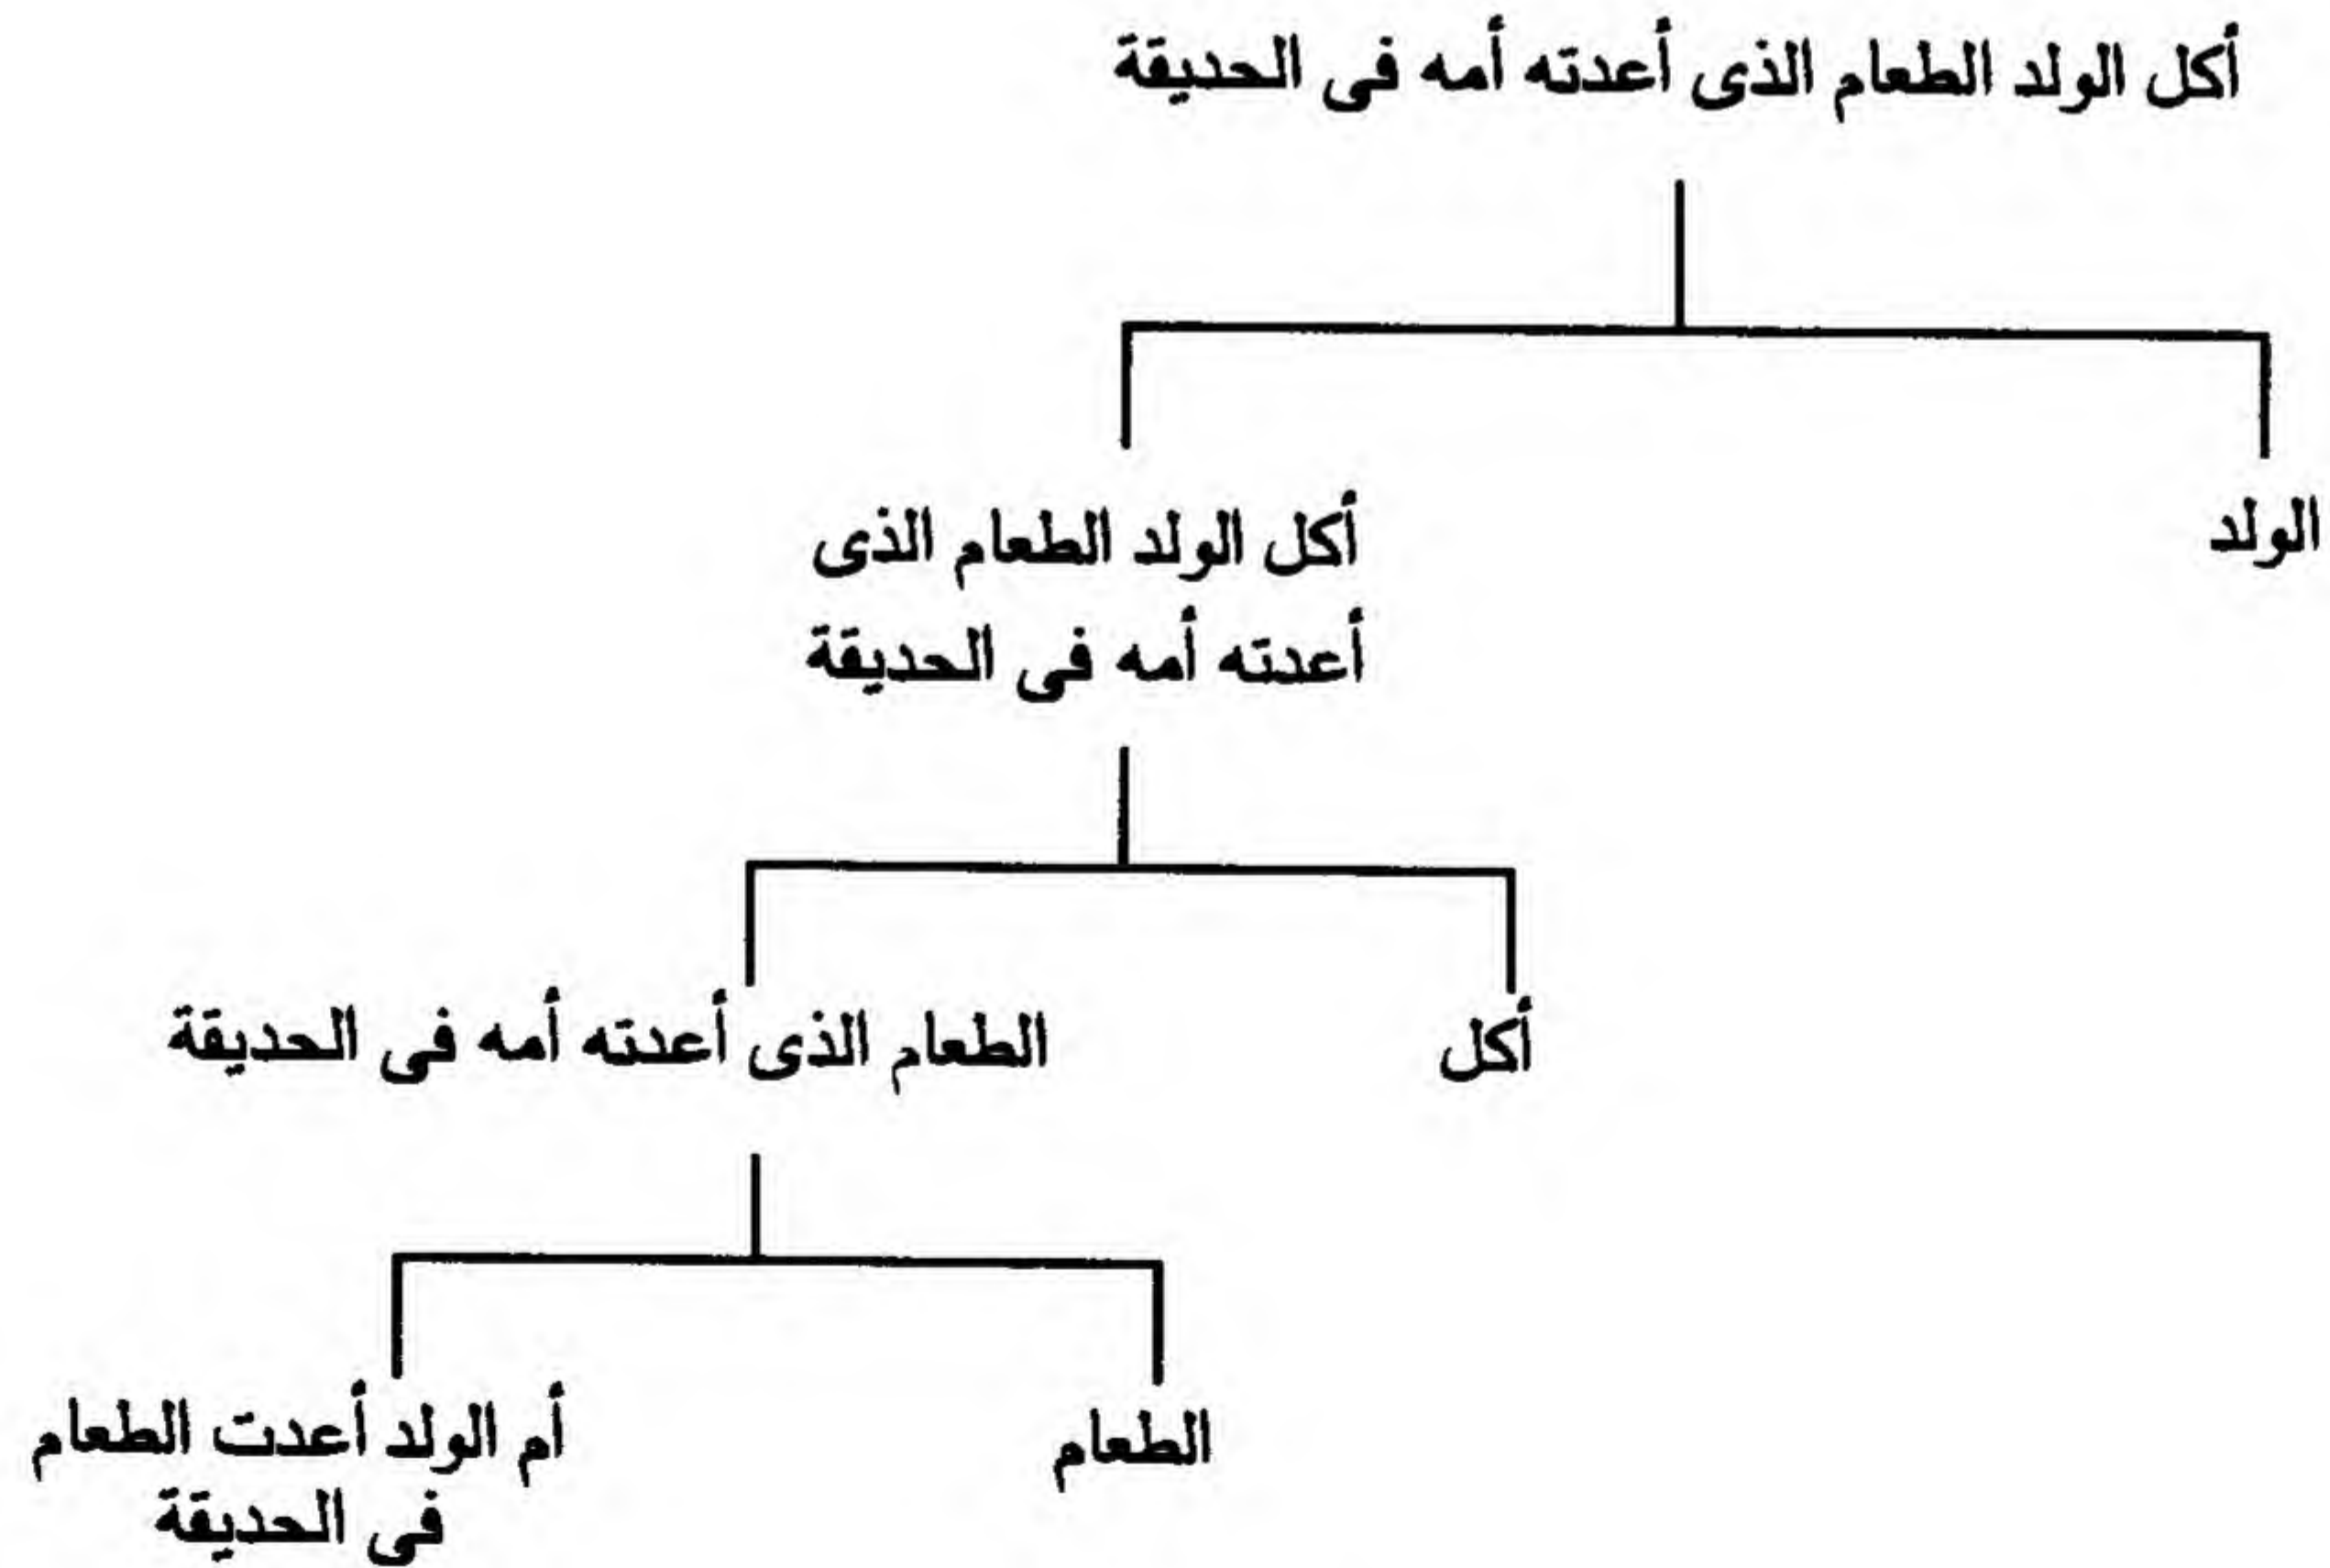 أكل الولد الطعام الذى أعدته أمه فى الحديقة
الولد
أكل الولد الطعام الذى
أعدته أمه فى الحديقة
أكل
الطعام الذى أعدته أمه فى الحديقة
الطعام
أم الولد أعدت الطعام
فى الحديقة